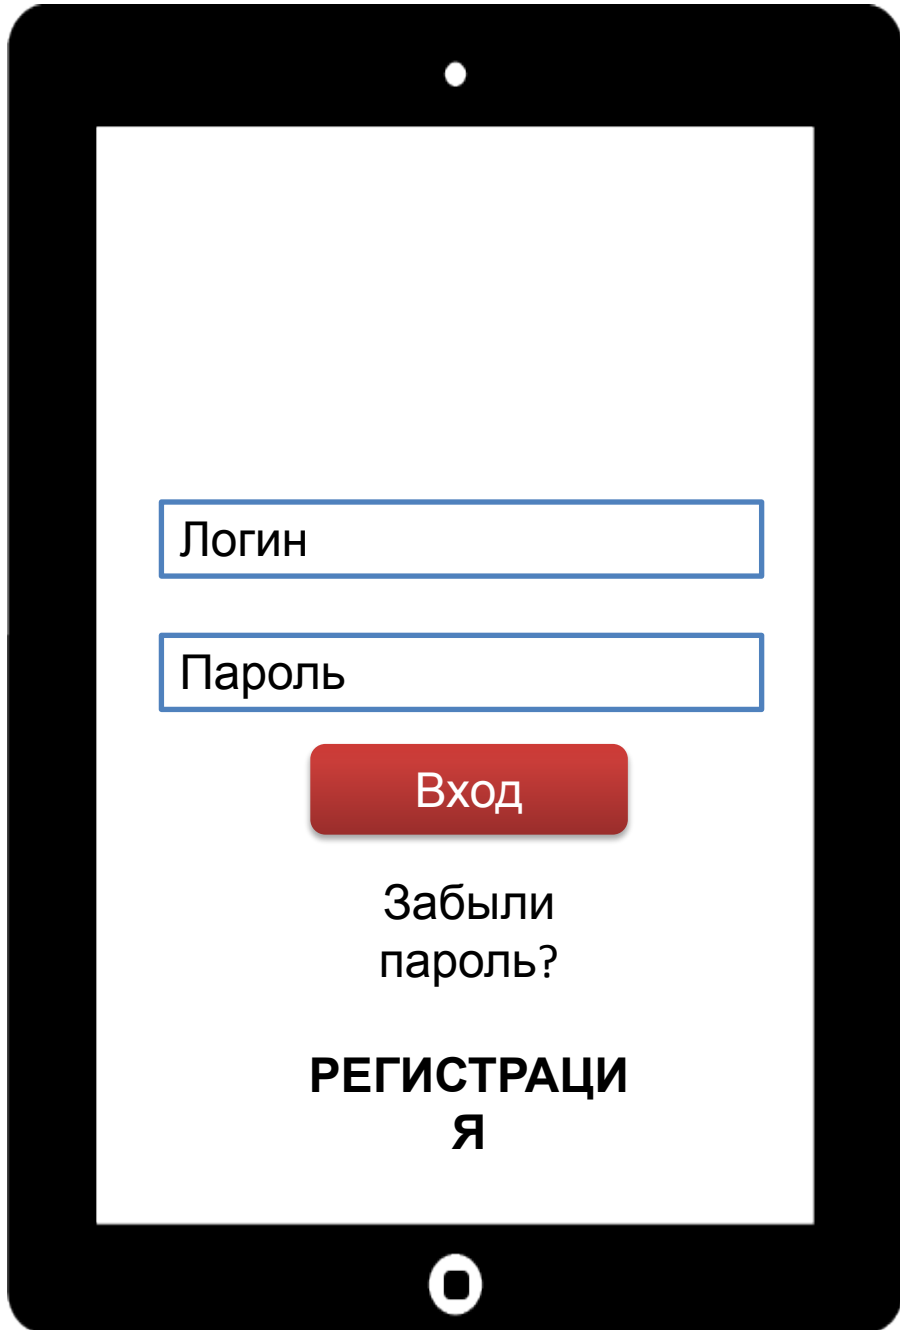 Логин
Пароль
Вход
Забыли
пароль?
РЕГИСТРАЦИ
Я